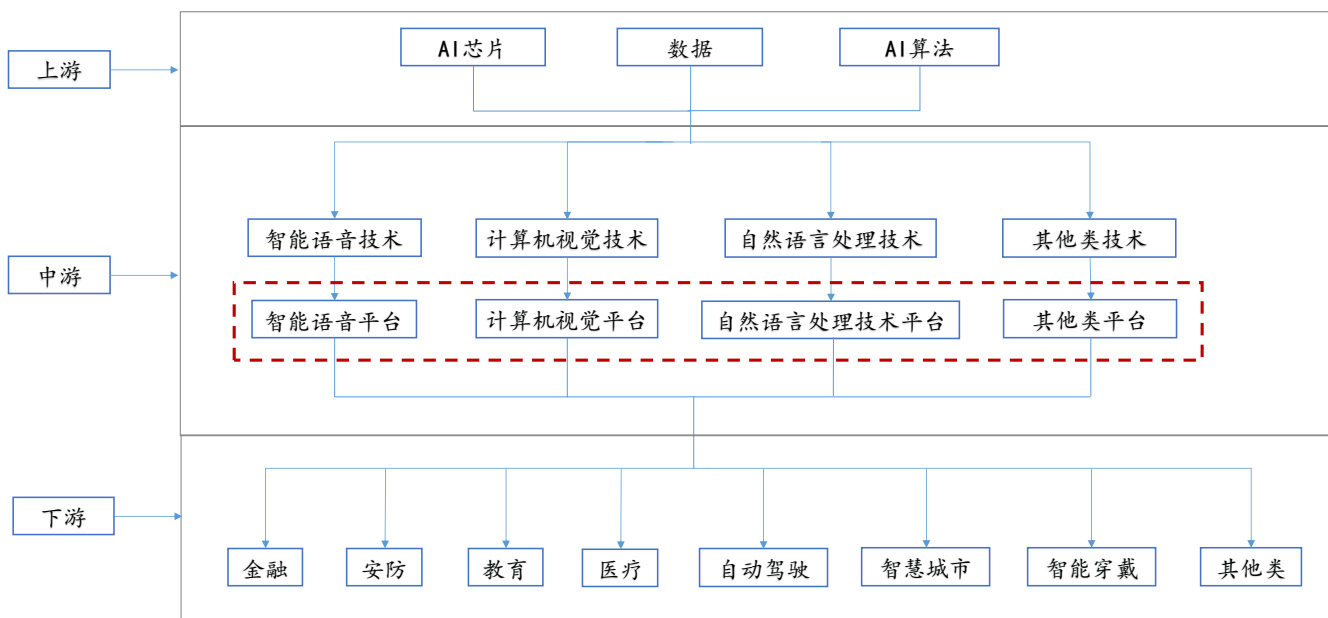 AI芯片
数据
AI算法
上游
智能语音技术
计算机视觉技术
自然语言处理技术
其他类技术
中游
智能语音平台
计算机视觉平台
自然语言处理技术平台
其他类平台
下游
金融
安防
教育
医疗
自动驾驶
智慧城市
智能穿戴
其他类